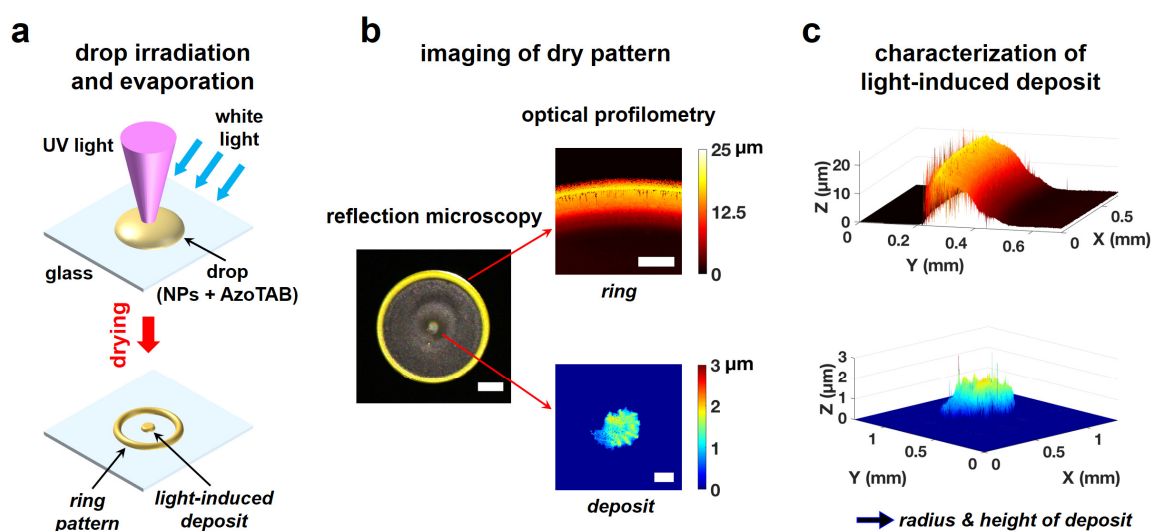 a
drop irradiation
and evaporation
UV light
white
light
glass
drop
(NPs + AzoTAB)
drying
ring
pattern
light-induced
deposit
b
imaging of dry pattern
optical profilometry
reflection microscopy
25 µm
12.5
0
ring
3 µm
2
1
0
deposit
c
characterization of
light-induced deposit
Z (µm)
20
10
0
0
0.2
0.4
0.6
Y (mm)
0
0.5
X (mm)
Z (µm)
3
2
1
0
1
0.5
0
Y (mm)
0
0.5
1
X (mm)
radius & height of deposit